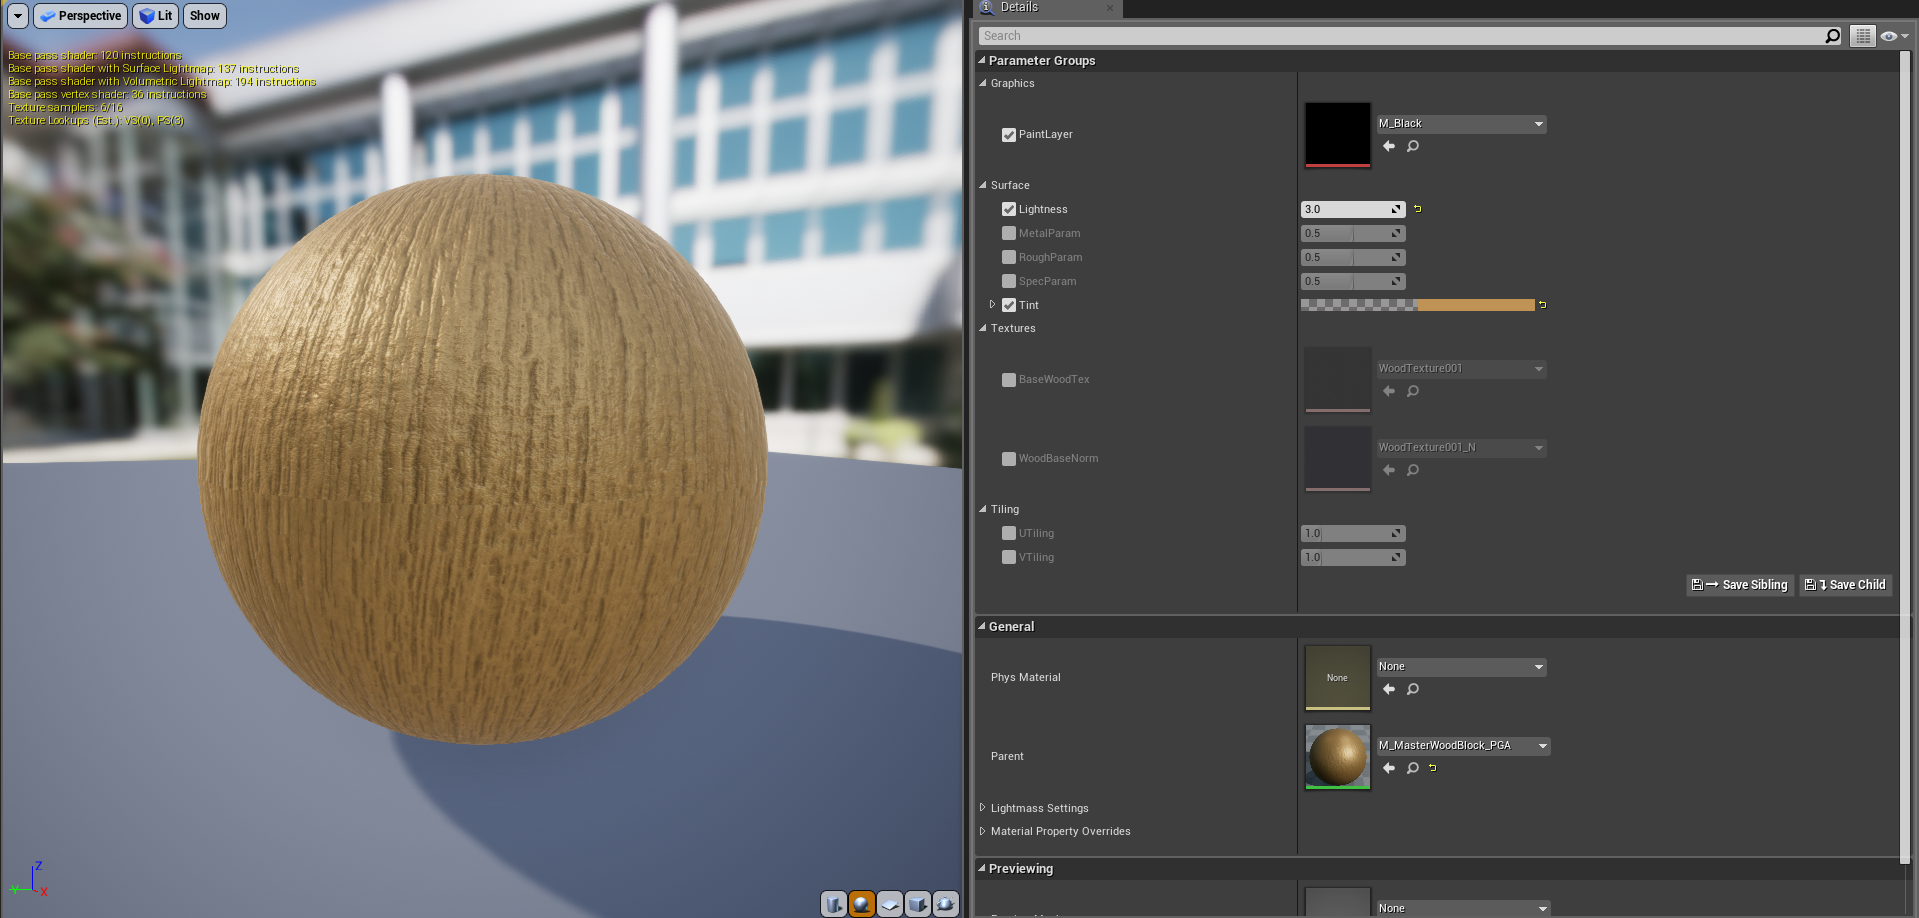 Perspective
Lit
Show
Base pass shader: 120 instructions
Base pass shader with Surface Lightmap: 137 instructions
Base pass shader with Volumetric Lightmap: 194 instructions
Base pass vertex shader: 36 instructions
Texture samplers: 6/16
Texture Lookups (Est.): VS(0), PS(3)
Z
Y
X
Details
Search
Parameter Groups
Graphics
PaintLayer
M_Black
Surface
Lightness
3.0
MetalParam
0.5
RoughParam
0.5
SpecParam
0.5
Tint
Textures
BaseWoodTex
WoodTexture001
WoodBaseNorm
WoodTexture001_N
Tiling
UTiling
1.0
VTiling
1.0
Save Sibling
Save Child
General
Phys Material
None
None
Parent
M_MasterWoodBlock_PGA
Lightmass Settings
Material Property Overrides
Previewing
None